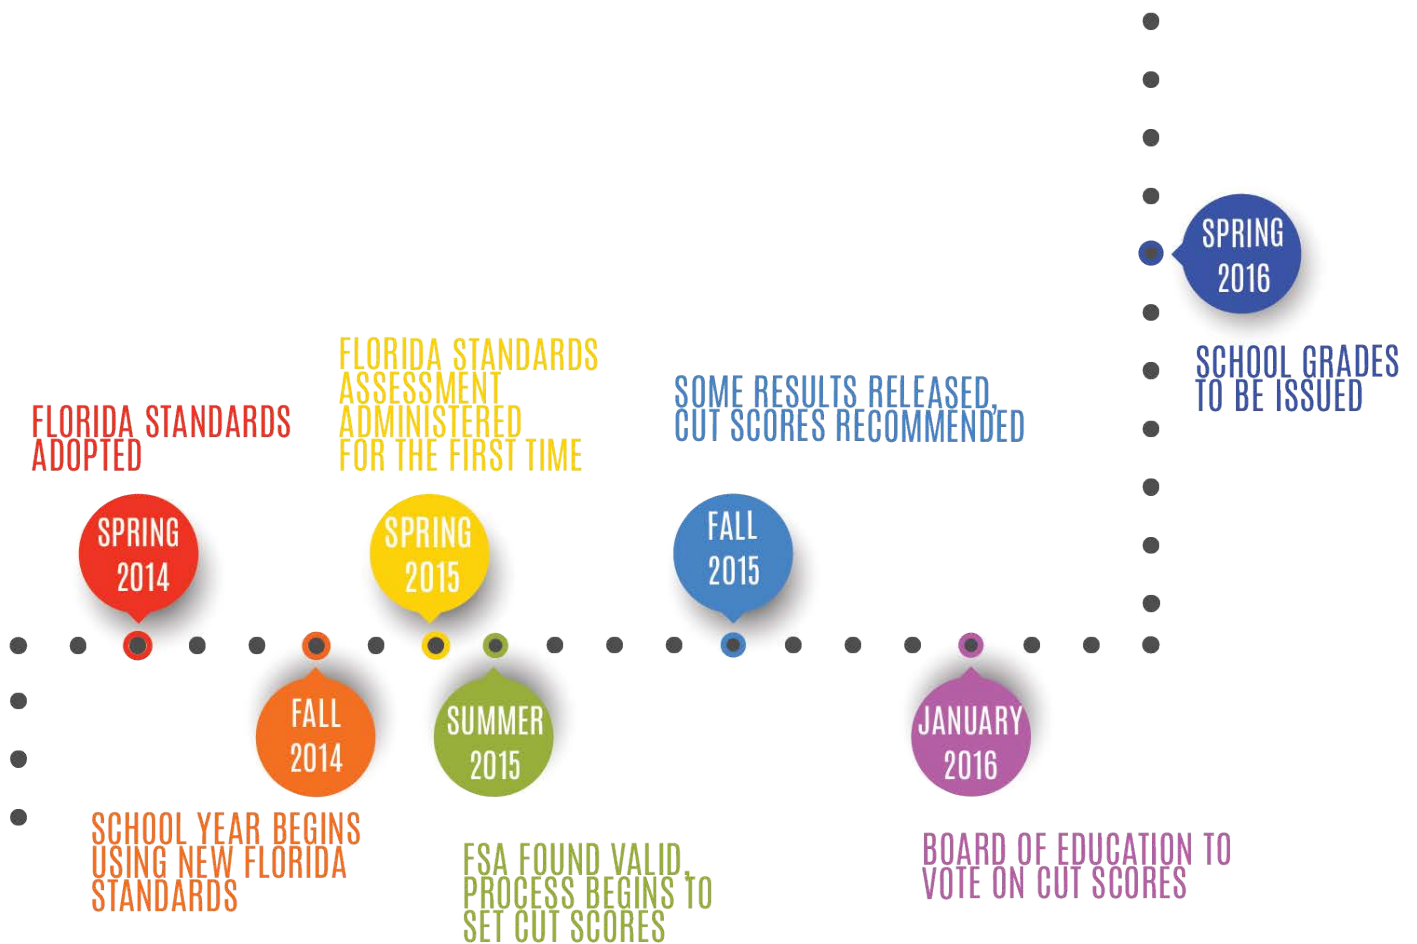 FLORIDA STANDARDS
ADOPTED
SPRING
2014
FALL
2014
SCHOOL YEAR BEGINS
USING NEW FLORIDA
STANDARDS
FLORIDA STANDARDS
ASSESSMENT
ADMINISTERED
FOR THE FIRST TIME
SPRING
2015
SUMMER
2015
FSA FOUND VALID,
PROCESS BEGINS TO
SET CUT SCORES
SOME RESULTS RELEASED,
CUT SCORES RECOMMENDED
FALL
2015
JANUARY
2016
BOARD OF EDUCATION TO
VOTE ON CUT SCORES
SPRING
2016
SCHOOL GRADES
TO BE ISSUED